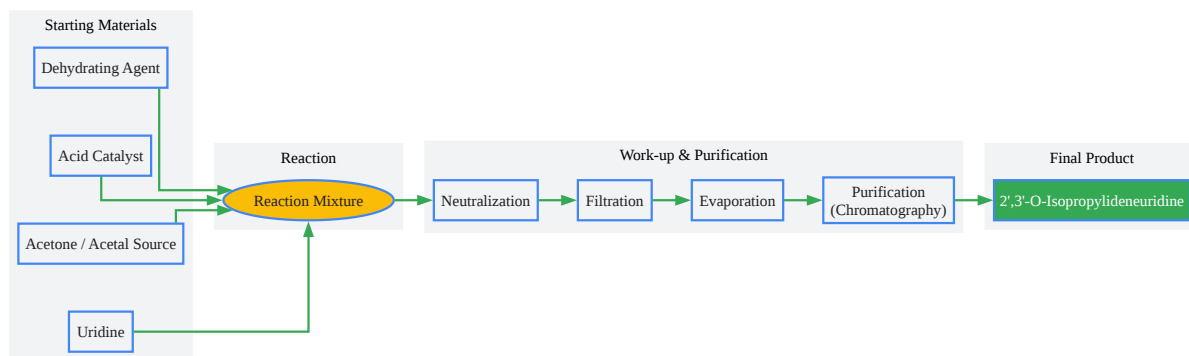 Starting Materials
Dehydrating Agent
Acid Catalyst
Acetone / Acetal Source
Uridine
Reaction
Reaction Mixture
Work-up & Purification
Neutralization
Filtration
Evaporation
Purification
(Chromatography)
Final Product
2',3'-O-Isopropylideneuridine